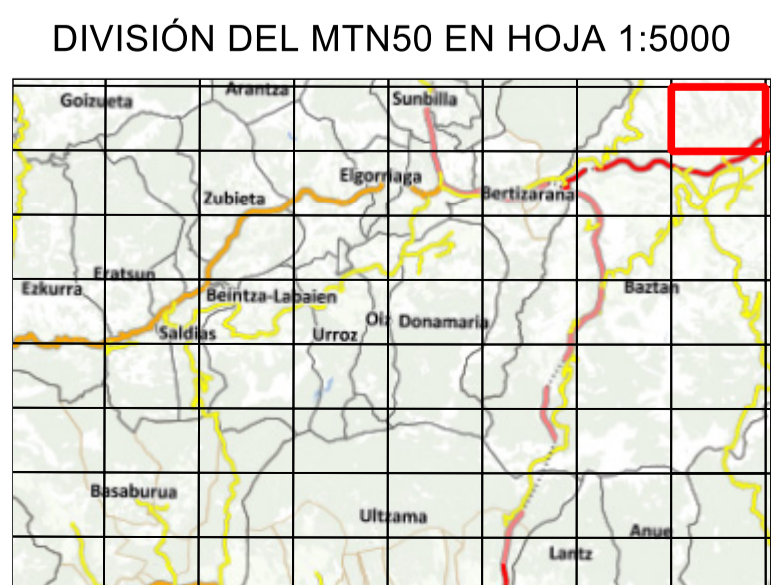 DIVISIÓN DEL MTN50 EN HOJA 1:5000
Arantza
Goizueta
Sunbilla
Elgorriaga
Zubieta
Bertizarana
Eratsun
Ezkurra
Beintza-Labaien
Baztan
Saldias
Urroz
Oiz
Donamaria
Basaburua
Ultzama
Anue
Lantz